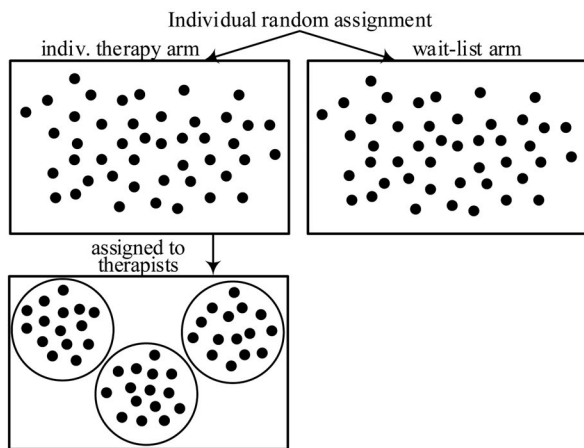 Individual random assignment
indiv. therapy arm
wait-list arm
assigned to
therapists